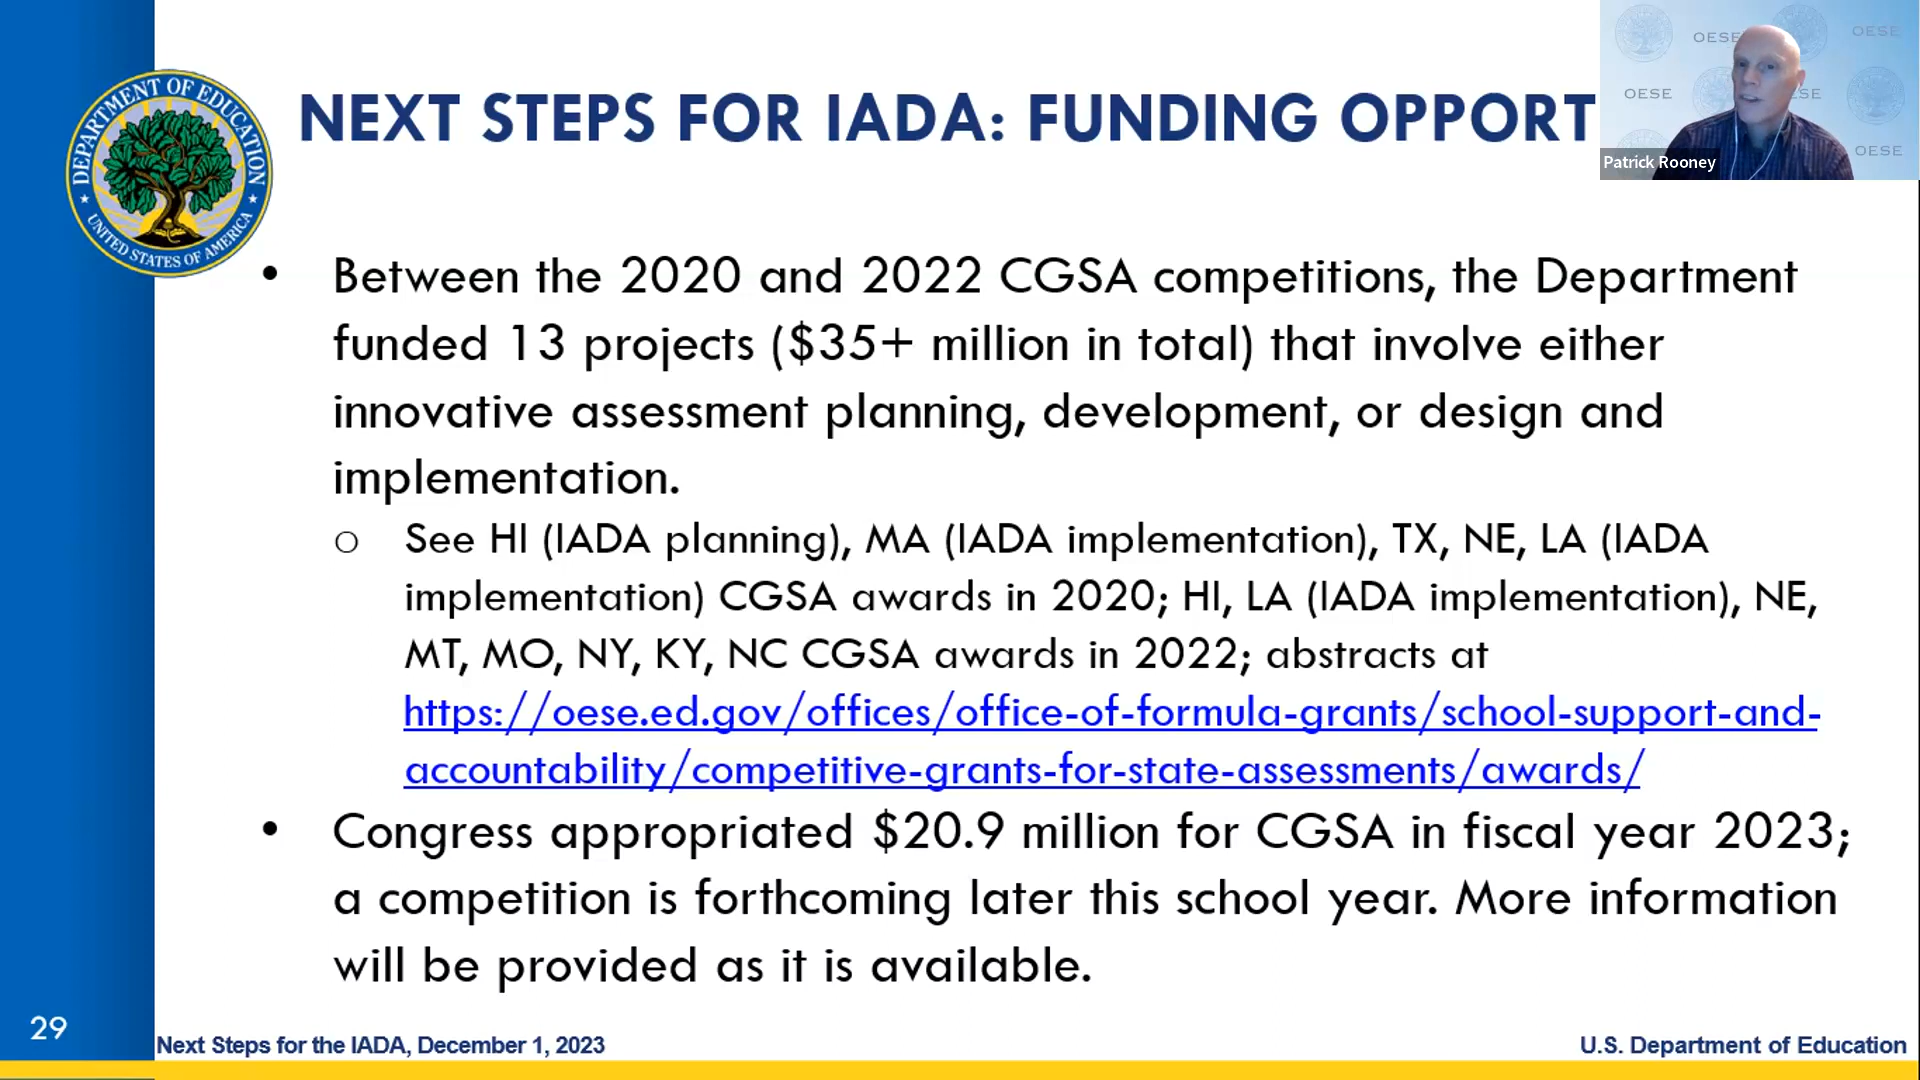 NEXT STEPS FOR IADA: FUNDING OPPORT
OESE
OESE
OESE
OESE
Patrick Rooney
DEPARTMENT OF EDUCATION
UNITED STATES OF AMERICA
• Between the 2020 and 2022 CGSA competitions, the Department
funded 13 projects ($35+ million in total) that involve either
innovative assessment planning, development, or design and
implementation.
o See HI (IADA planning), MA (IADA implementation), TX, NE, LA (IADA
implementation) CGSA awards in 2020; HI, LA (IADA implementation), NE,
MT, MO, NY, KY, NC CGSA awards in 2022; abstracts at
https://oese.ed.gov/offices/office-of-formula-grants/school-support-and-
accountability/competitive-grants-for-state-assessments/awards/
• Congress appropriated $20.9 million for CGSA in fiscal year 2023;
a competition is forthcoming later this school year. More information
will be provided as it is available.
29
Next Steps for the IADA, December 1, 2023
U.S. Department of Education